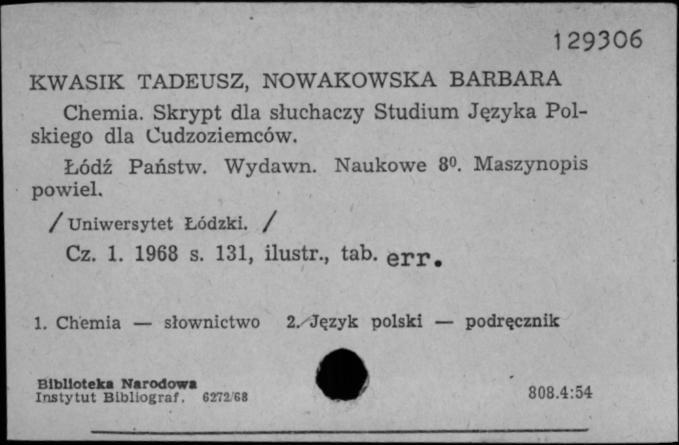 129306
KWASIK TADEUSZ, NOWAKOWSKA BARBARA
Chemia. Skrypt dla słuchaczy Studium Języka Pol-
skiego dla Cudzoziemców.
Łódź Państw. Wydawn. Naukowe 8⁰. Maszynopis
powiel.
/ Uniwersytet Łódzki. /
Cz. 1. 1968 s. 131, ilustr., tab. err.
1. Chemia — słownictwo 2. Język polski — podręcznik
Biblioteka Narodowa
Instytut Bibliograf. 6272/68
808.4:54